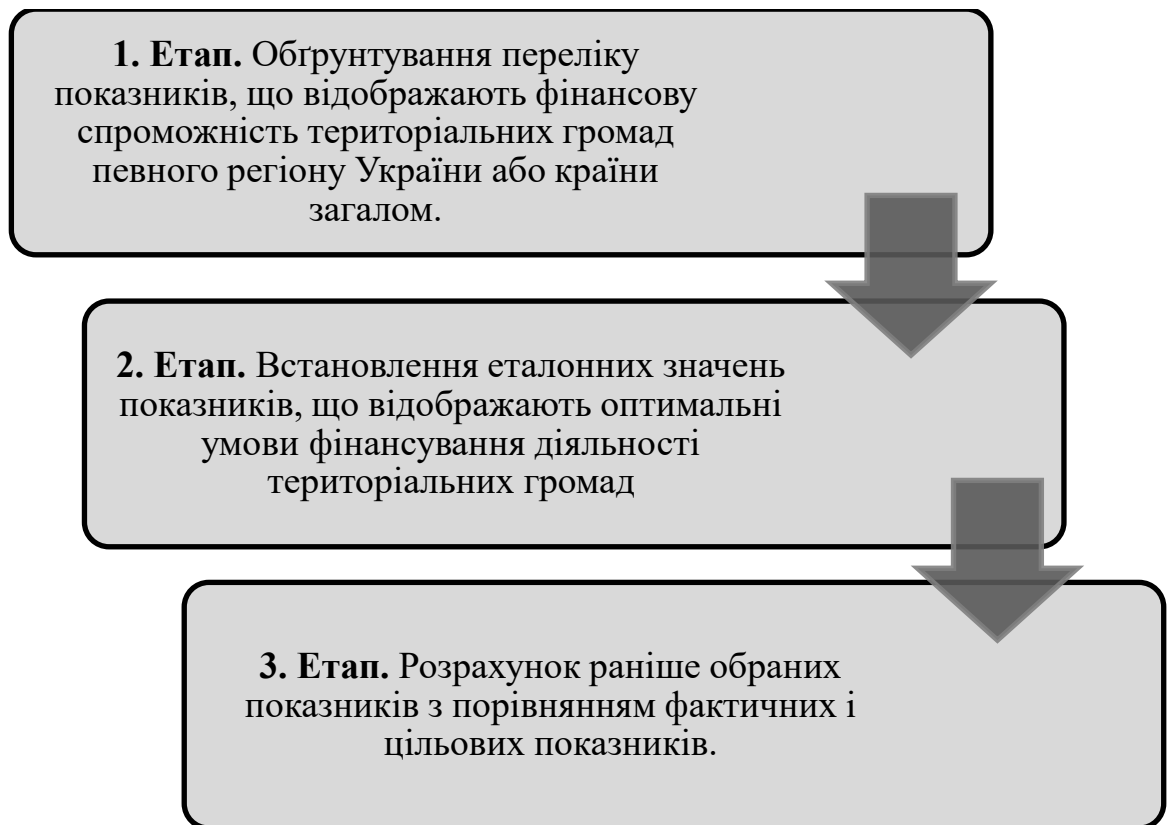 1. Етап. Обґрунтування переліку
показників, що відображають фінансову
спроможність територіальних громад
певного регіону України або країни
загалом.
2. Етап. Встановлення еталонних значень
показників, що відображають оптимальні
умови фінансування діяльності
територіальних громад
3. Етап. Розрахунок раніше обраних
показників з порівнянням фактичних і
цільових показників.